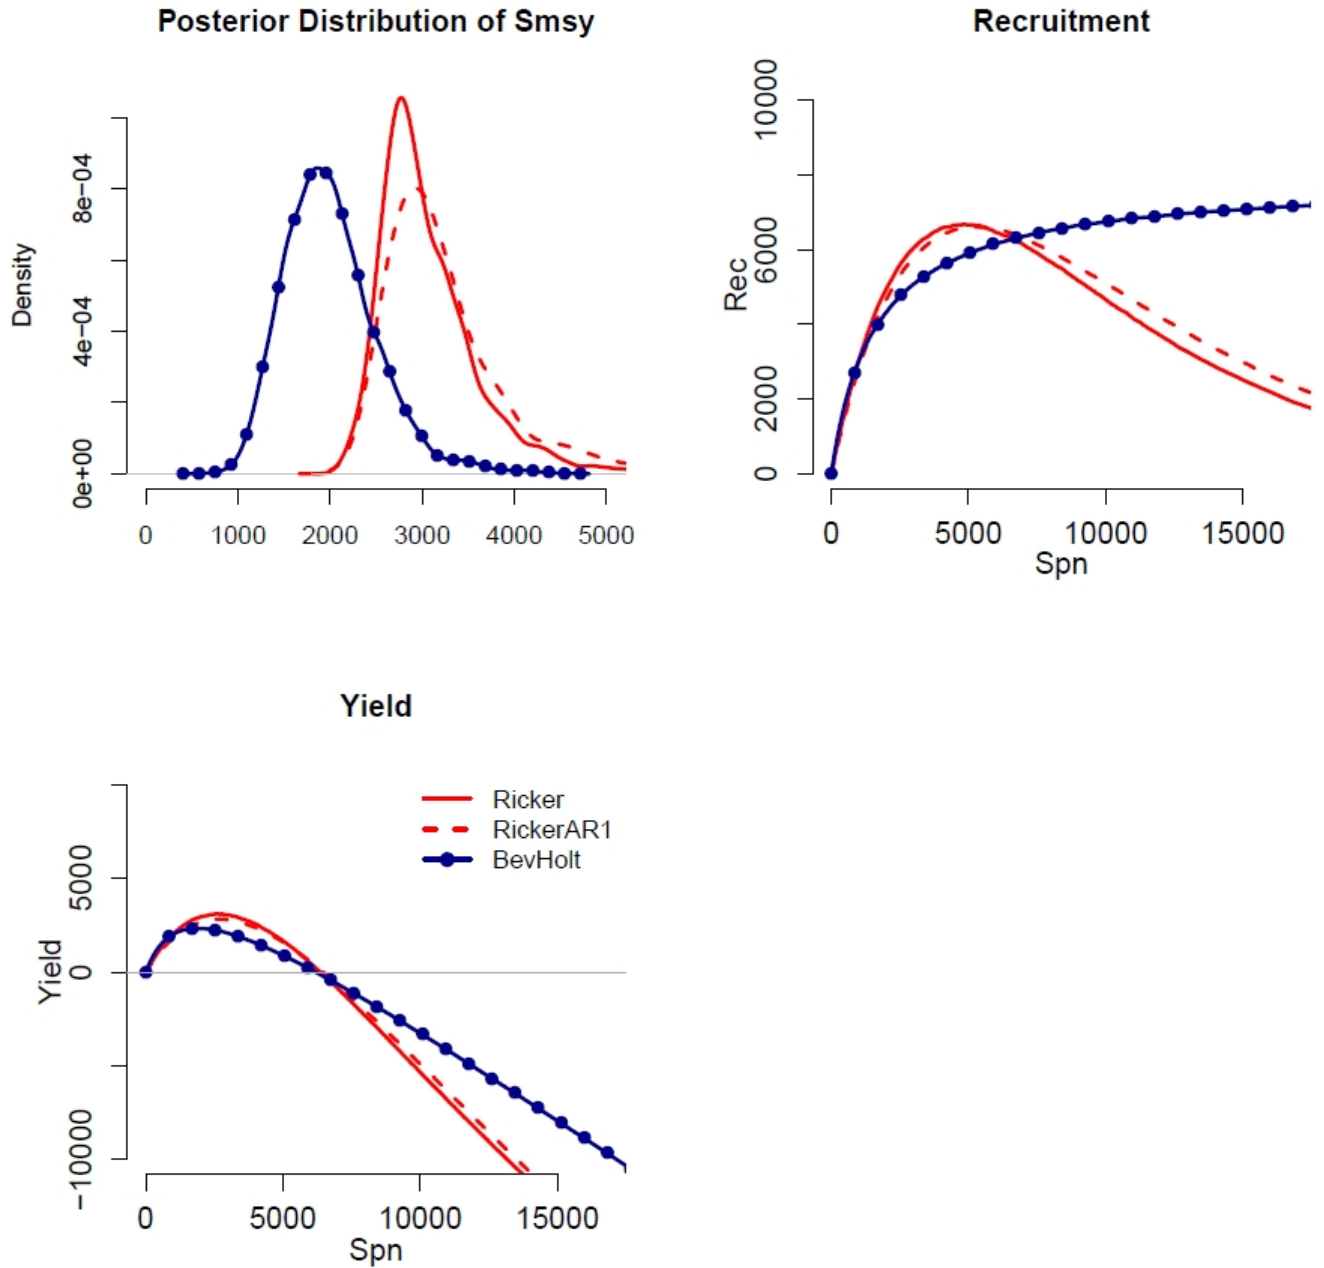 Posterior Distribution of Smsy
Density
0e+00 4e−04 8e−04
0 1000 2000 3000 4000 5000
Recruitment
Rec
0 2000 6000 10000
0 5000 10000 15000
Spn
Yield
Yield
−10000 0 5000
Ricker
RickerAR1
BevHolt
0 5000 10000 15000
Spn